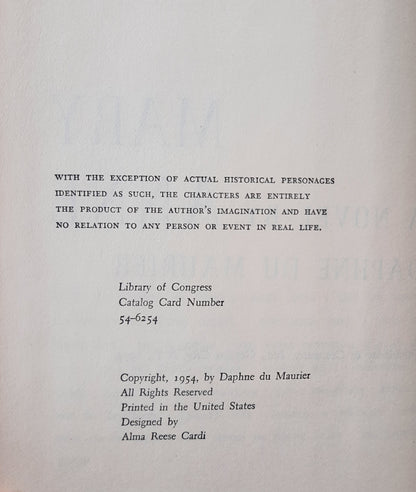 WITH THE EXCEPTION OF ACTUAL HISTORICAL PERSONAGES
IDENTIFIED AS SUCH, THE CHARACTERS ARE ENTIRELY
THE PRODUCT OF THE AUTHOR'S IMAGINATION AND HAVE
NO RELATION TO ANY PERSON OR EVENT IN REAL LIFE.
Library of Congress
Catalog Card Number
54–6254
Copyright, 1954, by Daphne du Maurier
All Rights Reserved
Printed in the United States
Designed by
Alma Reese Cardi